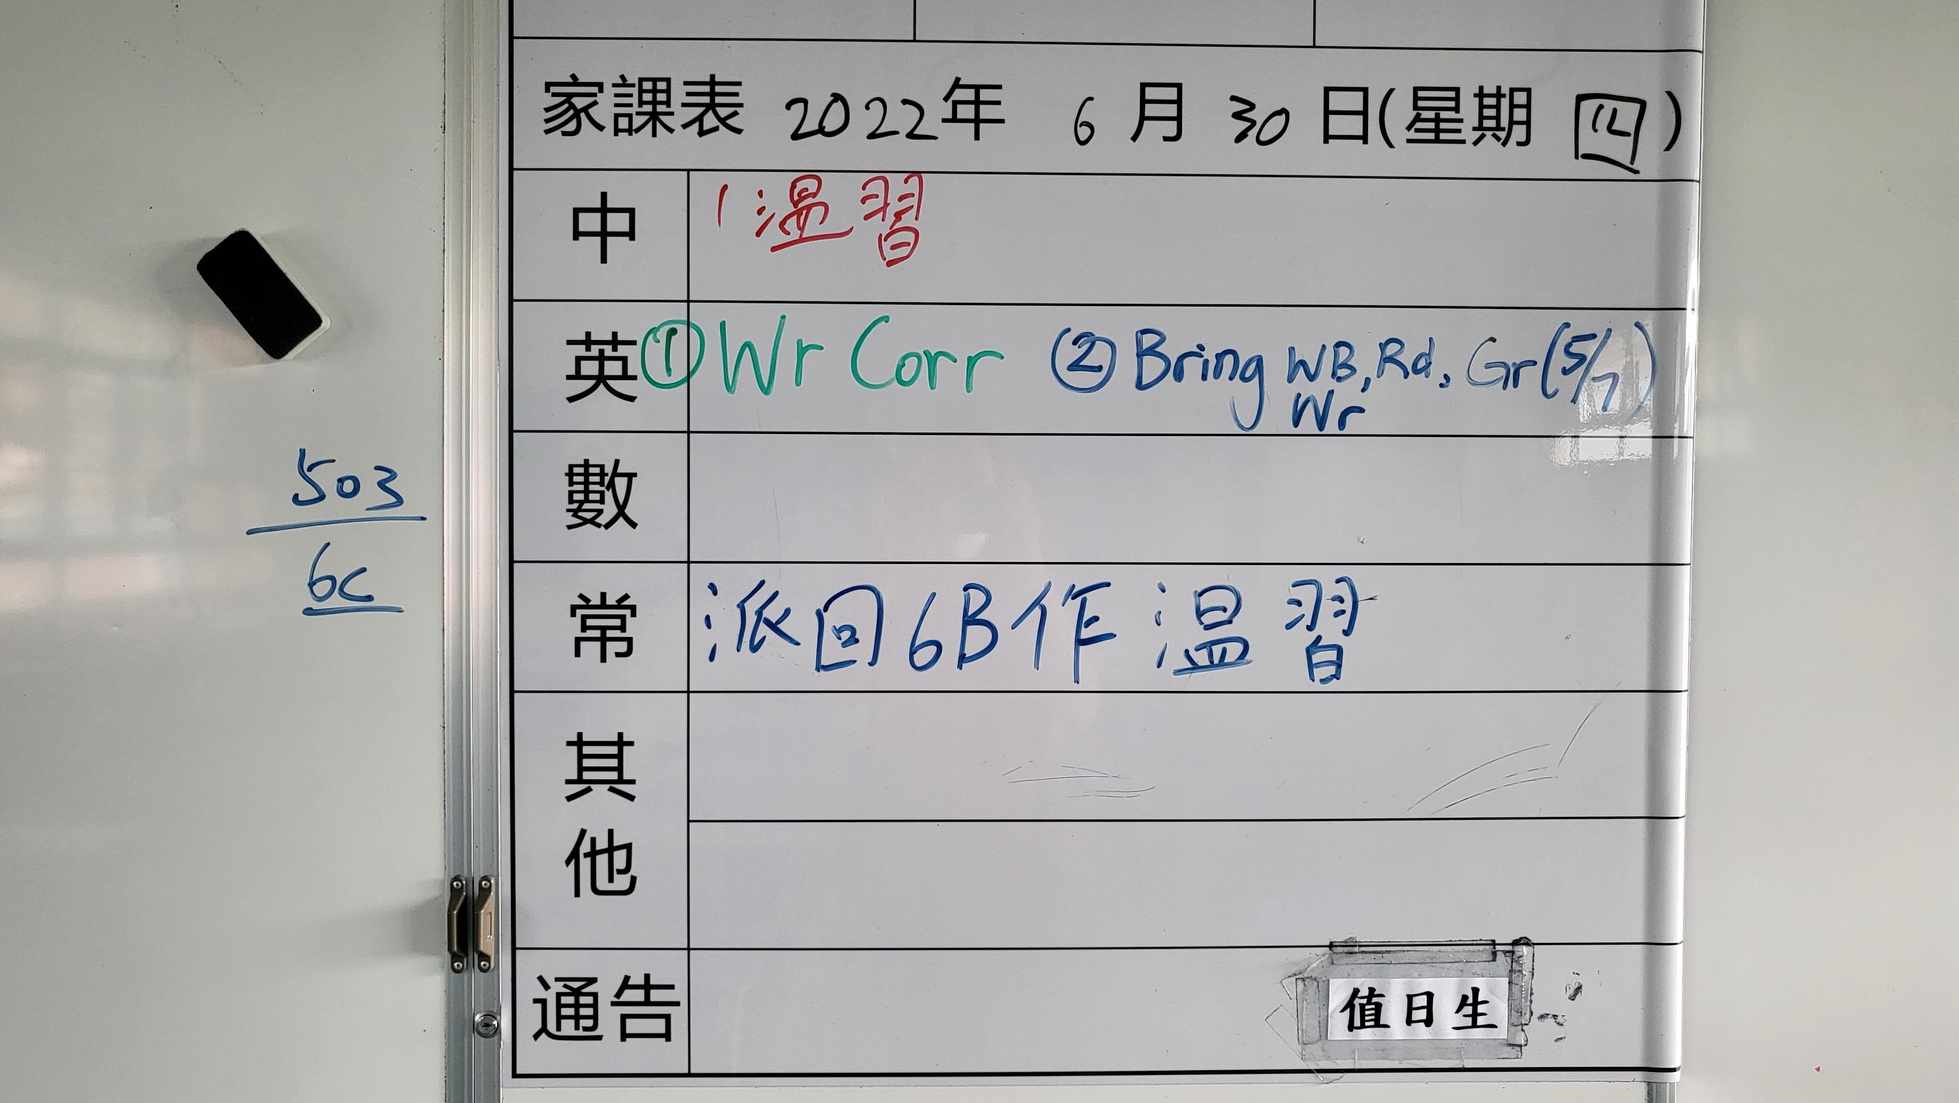 家課表 2022年 6月30日(星期四)
中 1 温習
英 ① Wr Corr ② Bring WB, Rd, Gr (5/7)
Wr
數
常 派回6B作温習
其他
通告
值日生
503
6C